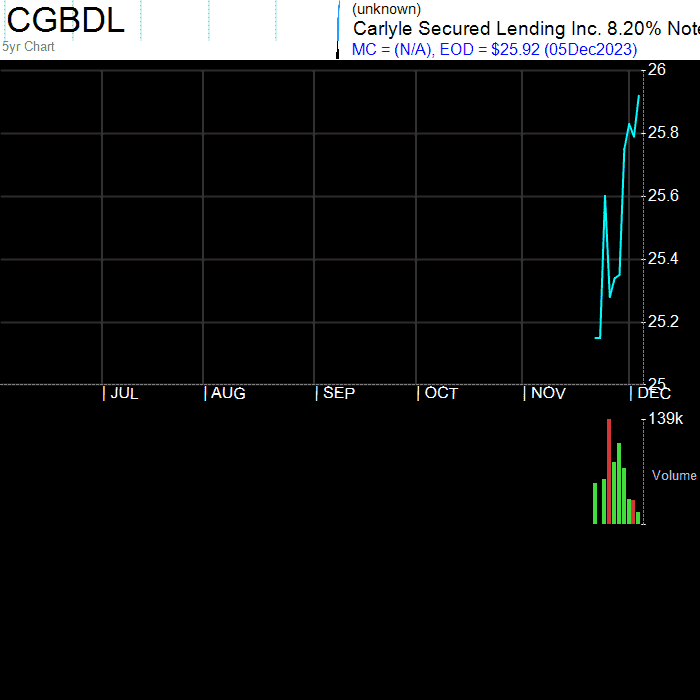 CGBDL
5yr Chart
(unknown)
Carlyle Secured Lending Inc. 8.20% Note
MC = (N/A), EOD = $25.92 (05Dec2023)
26
25.8
25.6
25.4
25.2
25
| JUL | AUG | SEP | OCT | NOV | DEC
139k
Volume